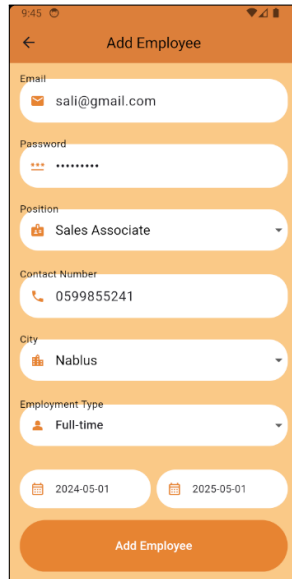 9:45
Add Employee
Email
sali@gmail.com
Password
•••••••••
Position
Sales Associate
Contact Number
0599855241
City
Nablus
Employment Type
Full-time
2024-05-01 2025-05-01
Add Employee